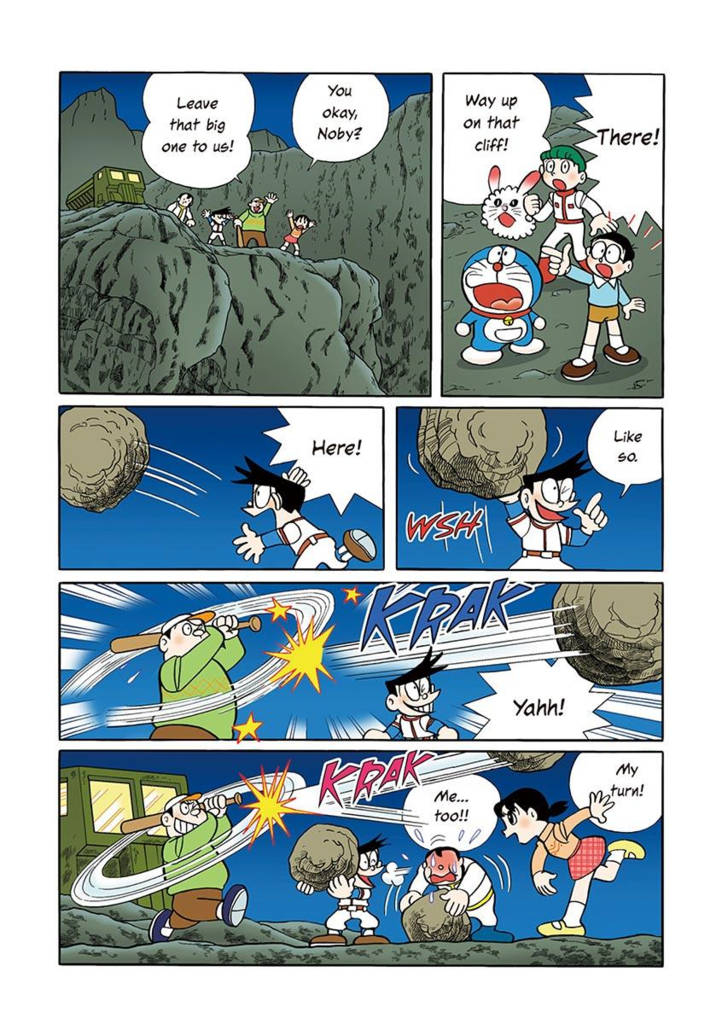 Leave
that big
one to us!
You
okay,
Noby?
Way up
on that
cliff!
There!
Here!
Like
so.
WSH
KRAK
Yahh!
KRAK
Me...
too!!
My
turn!